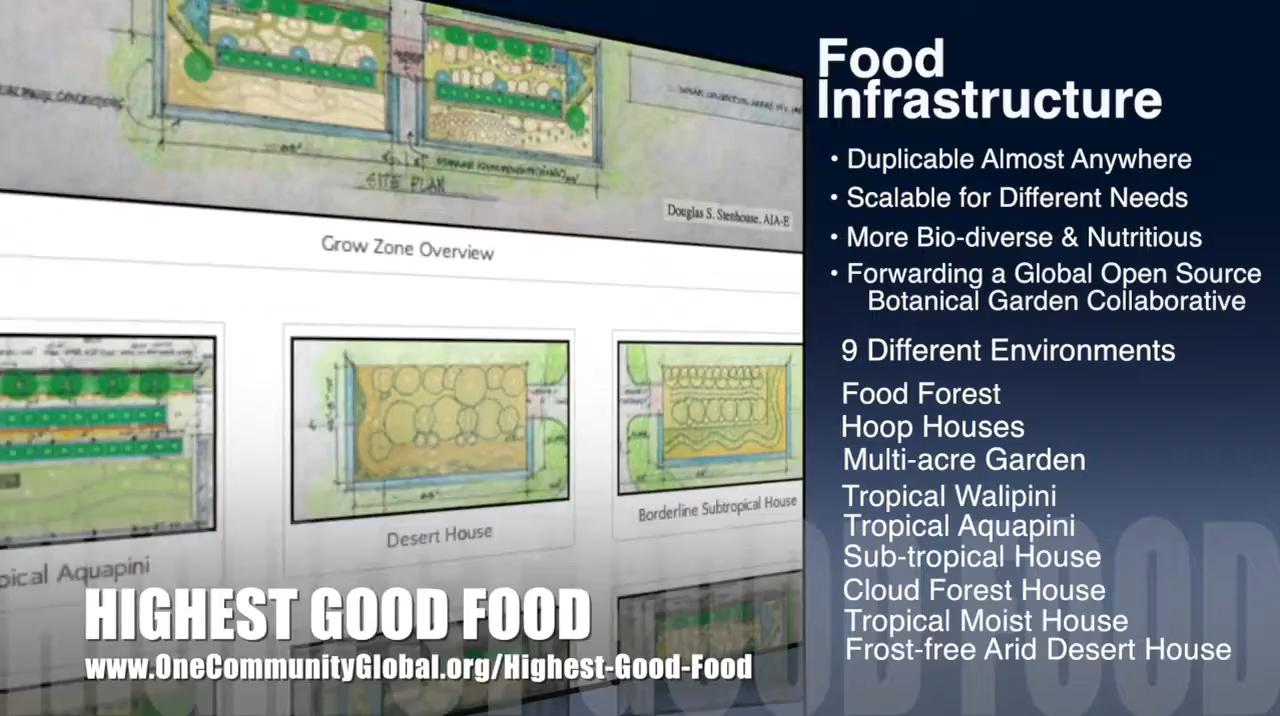 SITE PLAN
Douglas S. Stenhouse, AIA-E
Grow Zone Overview
pical Aquapini
Desert House
Borderline Subtropical House
HIGHEST GOOD FOOD
www.OneCommunityGlobal.org/Highest-Good-Food
Food
Infrastructure
• Duplicable Almost Anywhere
• Scalable for Different Needs
• More Bio-diverse & Nutritious
• Forwarding a Global Open Source
Botanical Garden Collaborative
9 Different Environments
Food Forest
Hoop Houses
Multi-acre Garden
Tropical Walipini
Tropical Aquapini
Sub-tropical House
Cloud Forest House
Tropical Moist House
Frost-free Arid Desert House
HIGHEST GOOD FOOD